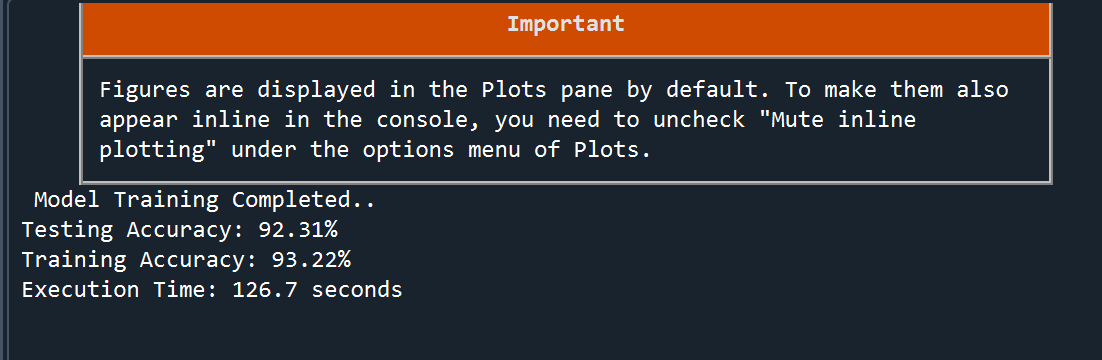 Important
Figures are displayed in the Plots pane by default. To make them also
appear inline in the console, you need to uncheck "Mute inline
plotting" under the options menu of Plots.
Model Training Completed..
Testing Accuracy: 92.31%
Training Accuracy: 93.22%
Execution Time: 126.7 seconds